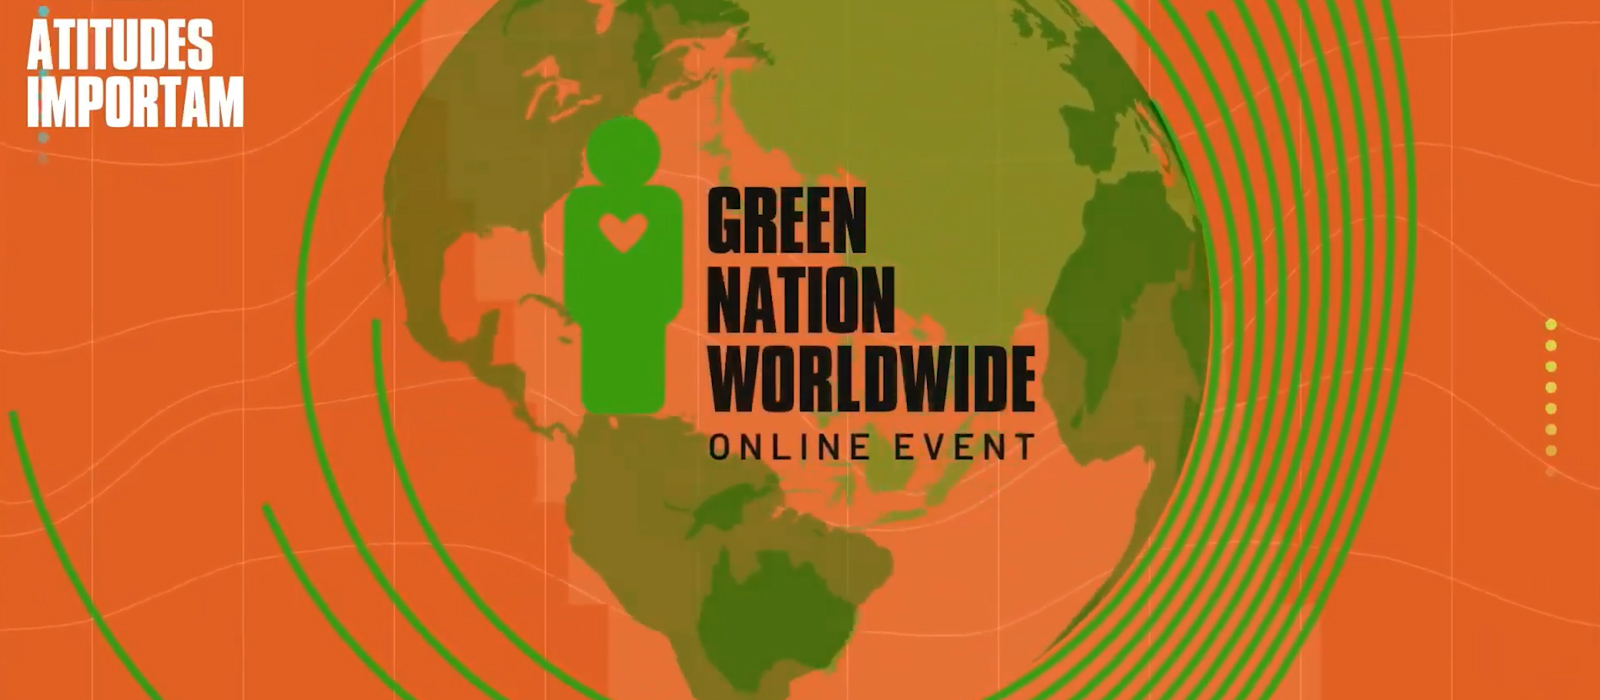 ATITUDES
IMPORTAM
GREEN
NATION
WORLDWIDE
ONLINE EVENT